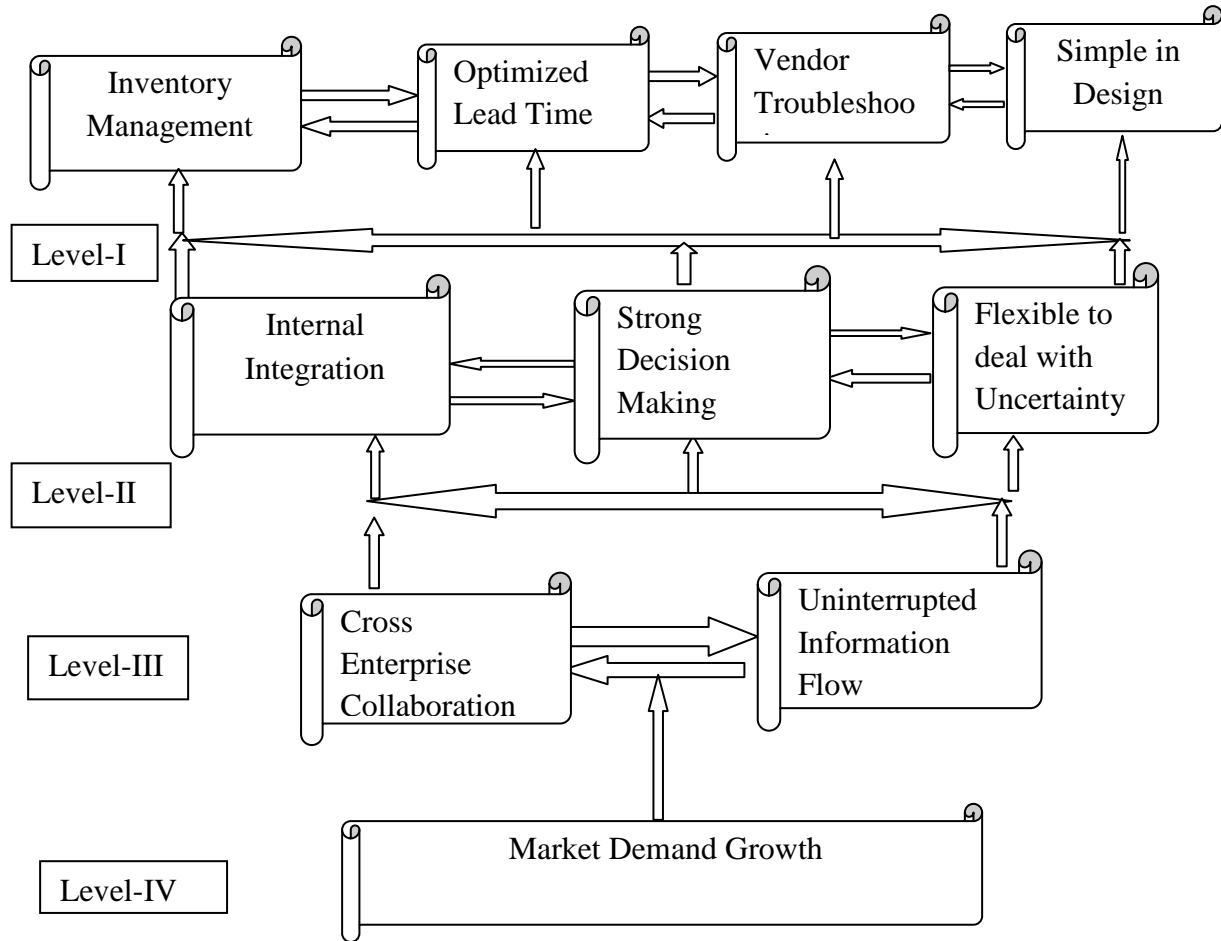 Inventory
Management
Optimized
Lead Time
Vendor
Troubleshoo
Simple in
Design
Level-I
Internal
Integration
Strong
Decision
Making
Flexible to
deal with
Uncertainty
Level-II
Cross
Enterprise
Collaboration
Uninterrupted
Information
Flow
Level-III
Market Demand Growth
Level-IV